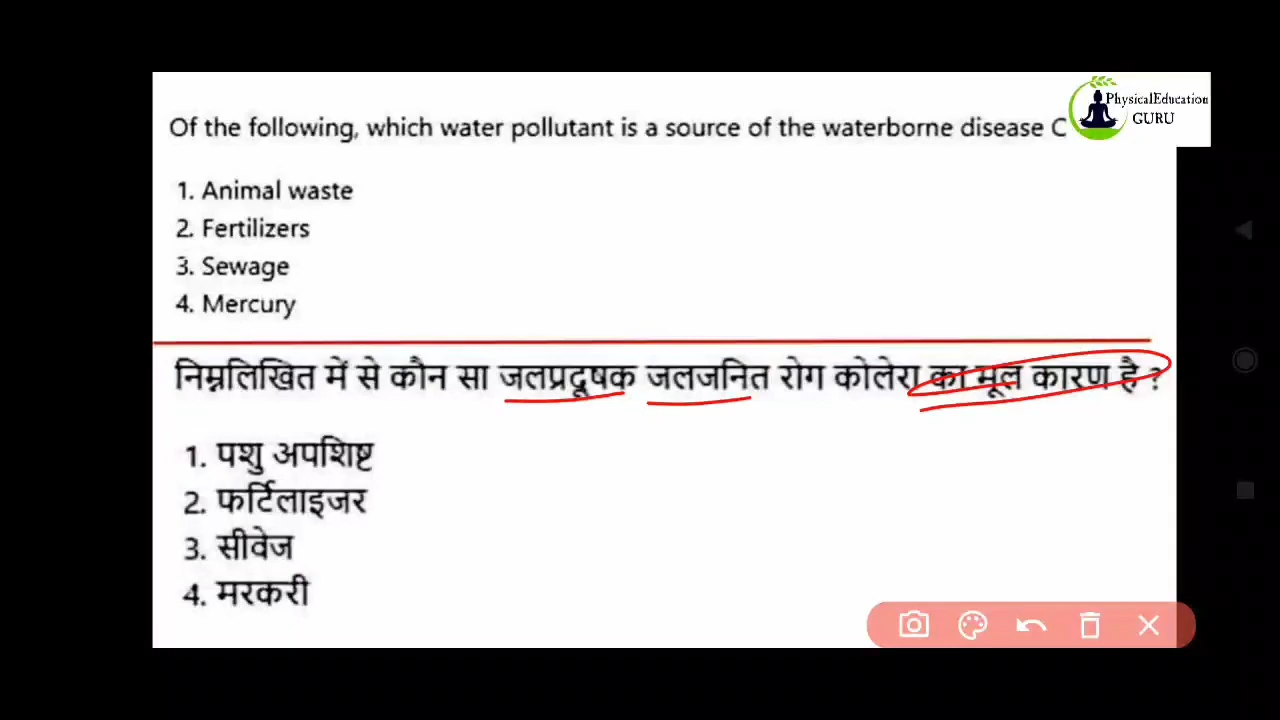 PhysicalEducation
GURU
Of the following, which water pollutant is a source of the waterborne disease C
1. Animal waste
2. Fertilizers
3. Sewage
4. Mercury
निम्नलिखित में से कौन सा जलप्रदूषक जलजनित रोग कोलेरा का मूल कारण है ?
1. पशु अपशिष्ट
2. फर्टिलाइजर
3. सीवेज
4. मरकरी